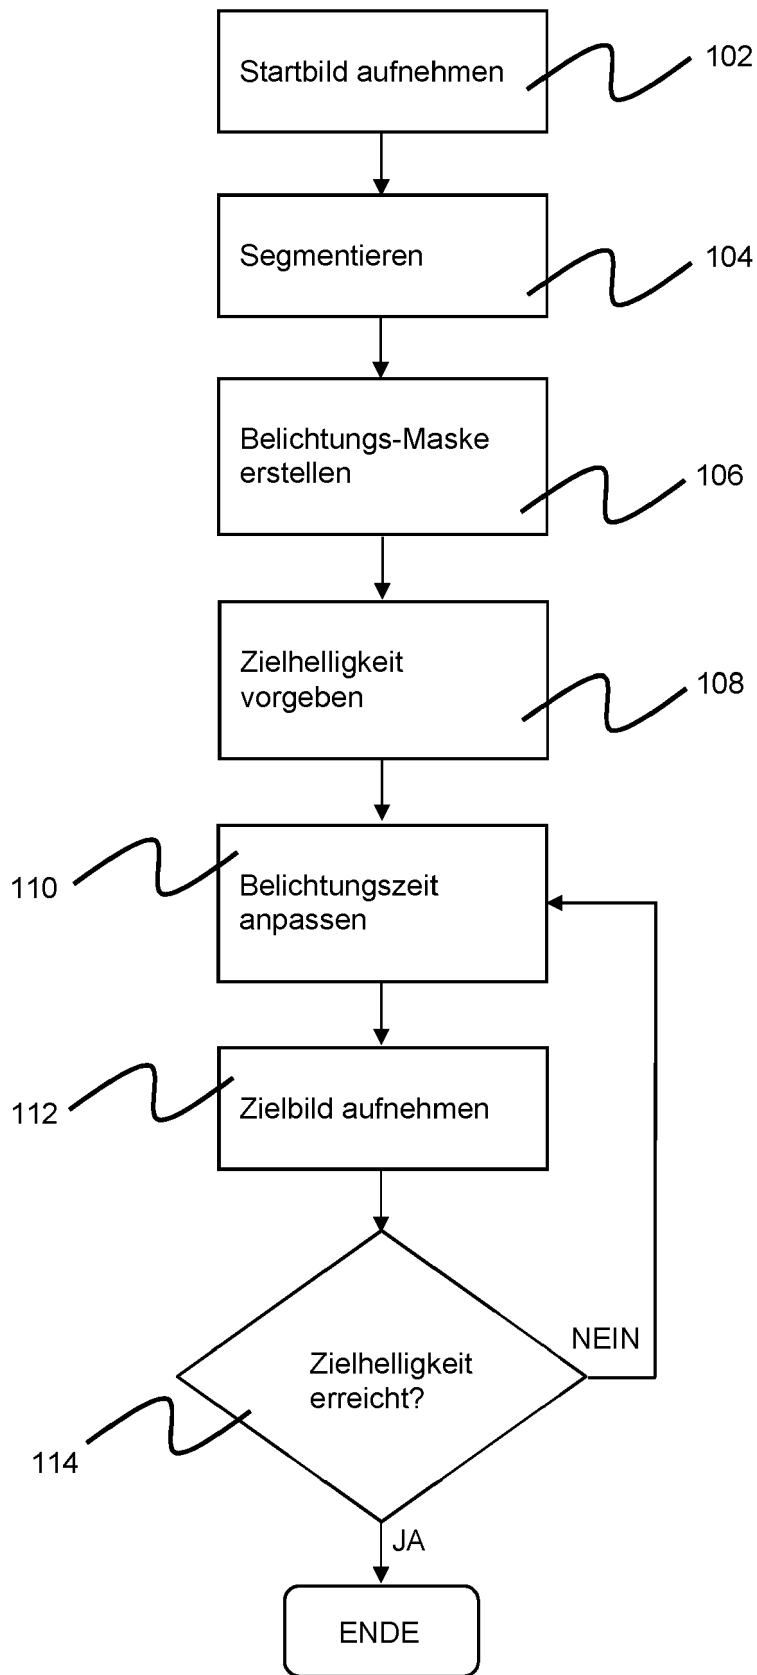 Startbild aufnehmen
102
Segmentieren
104
Belichtungs-Maske
erstellen
106
Zielhelligkeit
vorgeben
108
110
Belichtungszeit
anpassen
112
Zielbild aufnehmen
NEIN
Zielhelligkeit
erreicht?
114
JA
ENDE